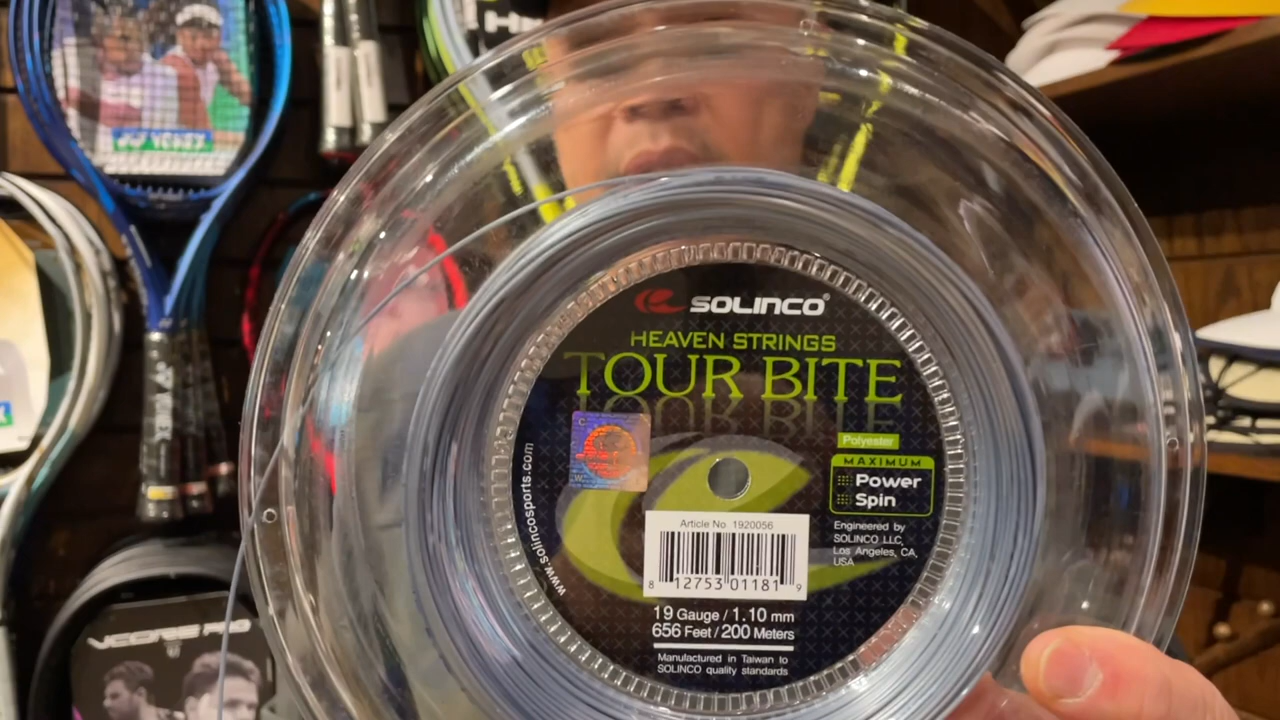 SOLINCO®
HEAVEN STRINGS
TOUR BITE
Polyester
MAXIMUM
Power
Spin
Engineered by
SOLINCO LLC,
Los Angeles, CA,
USA
www.solincosports.com
Article No. 1920056
8 12753 01181 9
19 Gauge / 1.10 mm
656 Feet / 200 Meters
Manufactured in Taiwan to
SOLINCO quality standards
YONEX
VCORE PRO